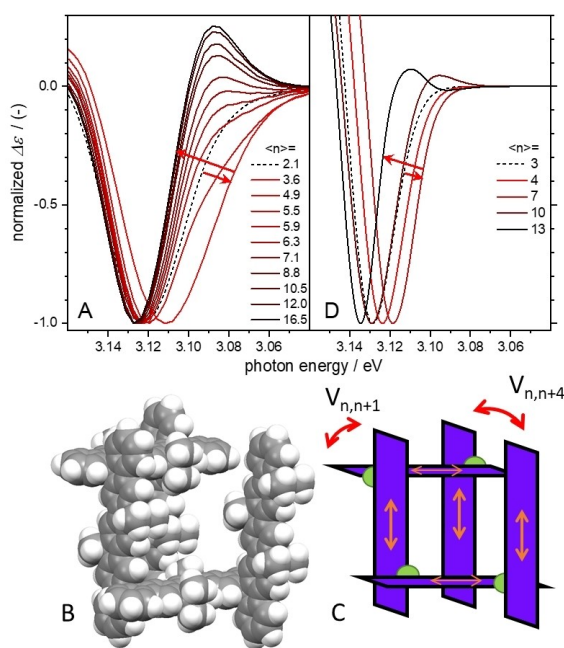 normalized Δε / (-)
0.0
-0.5
-1.0
A
<n>=
2.1
3.6
4.9
5.5
5.9
6.3
7.1
8.8
10.5
12.0
16.5
3.14 3.12 3.10 3.08 3.06
D
<n>=
3
4
7
10
13
3.14 3.12 3.10 3.08 3.06
photon energy / eV
B
Vn,n+1
Vn,n+4
C